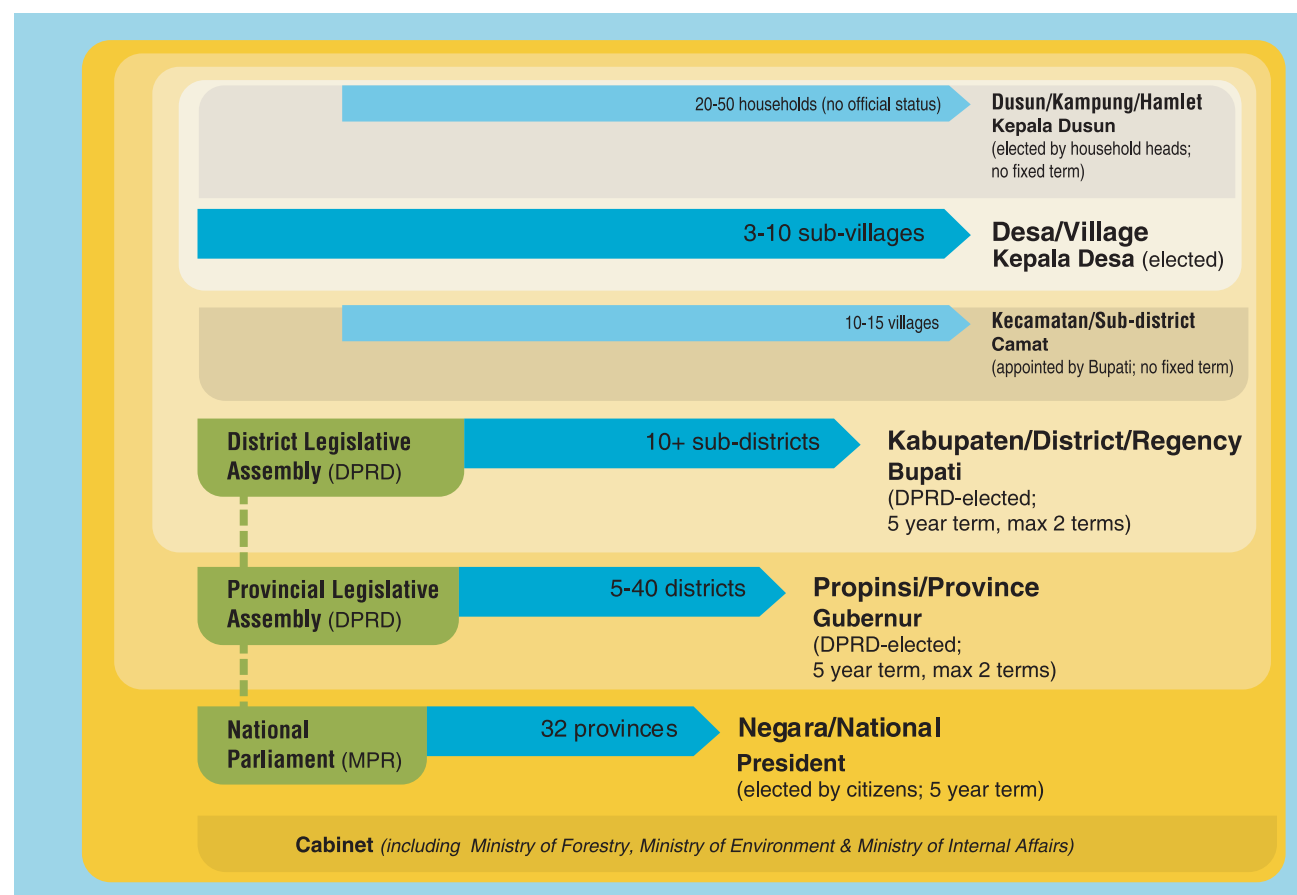 20-50 households (no official status)
Dusun/Kampung/Hamlet
Kepala Dusun
(elected by household heads;
no fixed term)
3-10 sub-villages
Desa/Village
Kepala Desa (elected)
10-15 villages
Kecamatan/Sub-district
Camat
(appointed by Bupati; no fixed term)
District Legislative
Assembly (DPRD)
10+ sub-districts
Kabupaten/District/Regency
Bupati
(DPRD-elected;
5 year term, max 2 terms)
Provincial Legislative
Assembly (DPRD)
5-40 districts
Propinsi/Province
Gubernur
(DPRD-elected;
5 year term, max 2 terms)
National
Parliament (MPR)
32 provinces
Negara/National
President
(elected by citizens; 5 year term)
Cabinet (including Ministry of Forestry, Ministry of Environment & Ministry of Internal Affairs)